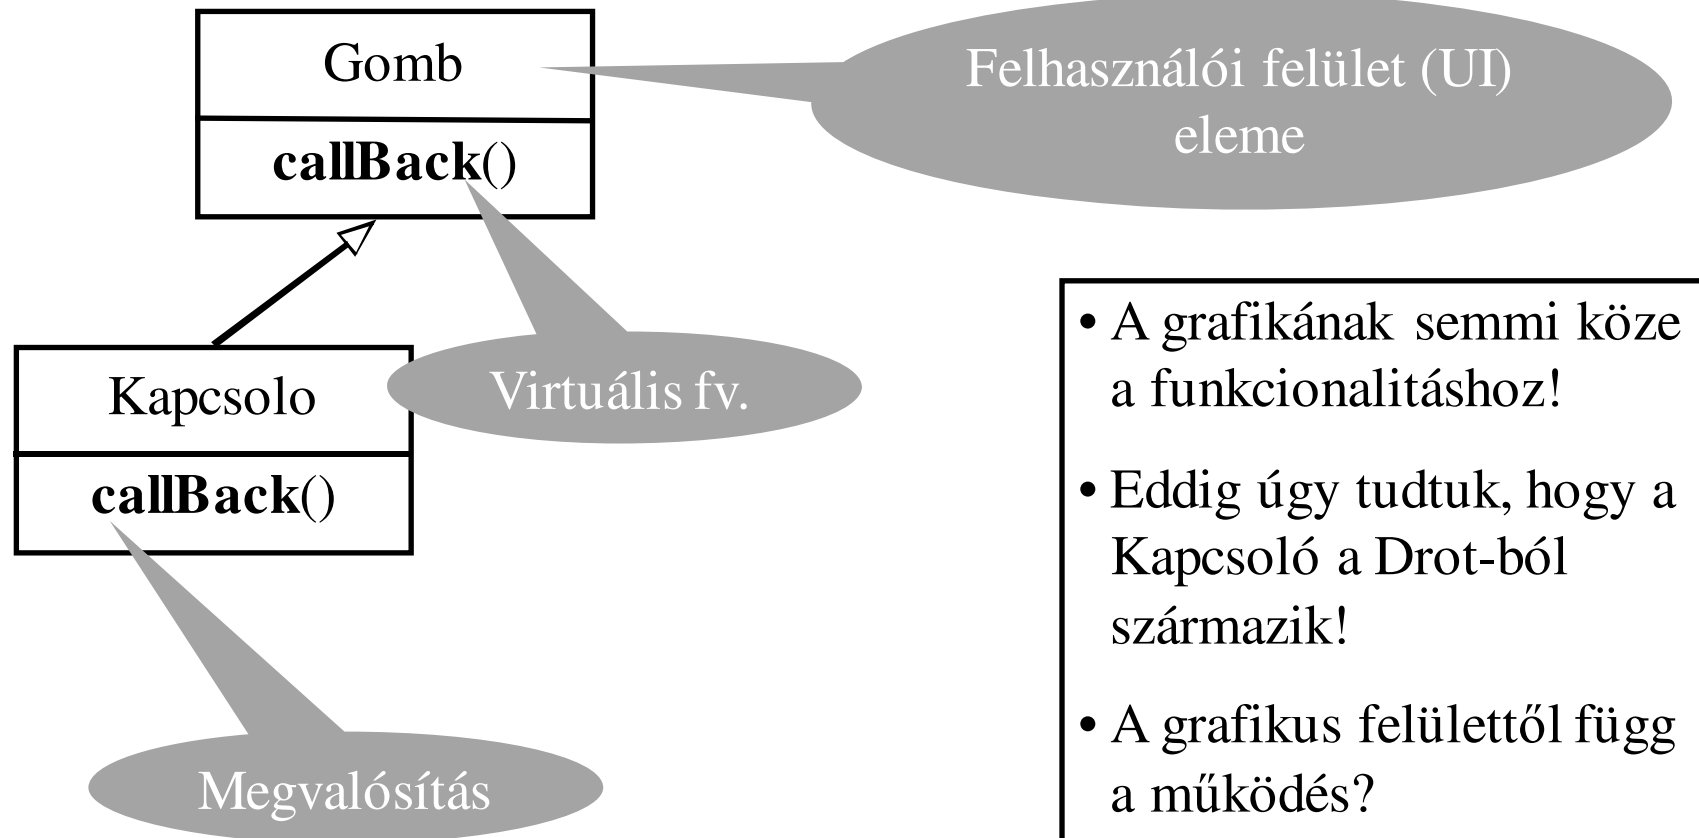 Gomb
callBack()
Felhasználói felület (UI)
eleme
Kapcsolo
callBack()
Virtuális fv.
Megvalósítás
• A grafikának semmi köze
a funkcionalitáshoz!
• Eddig úgy tudtuk, hogy a
Kapcsoló a Drot-ból
származik!
• A grafikus felülettől függ
a működés?